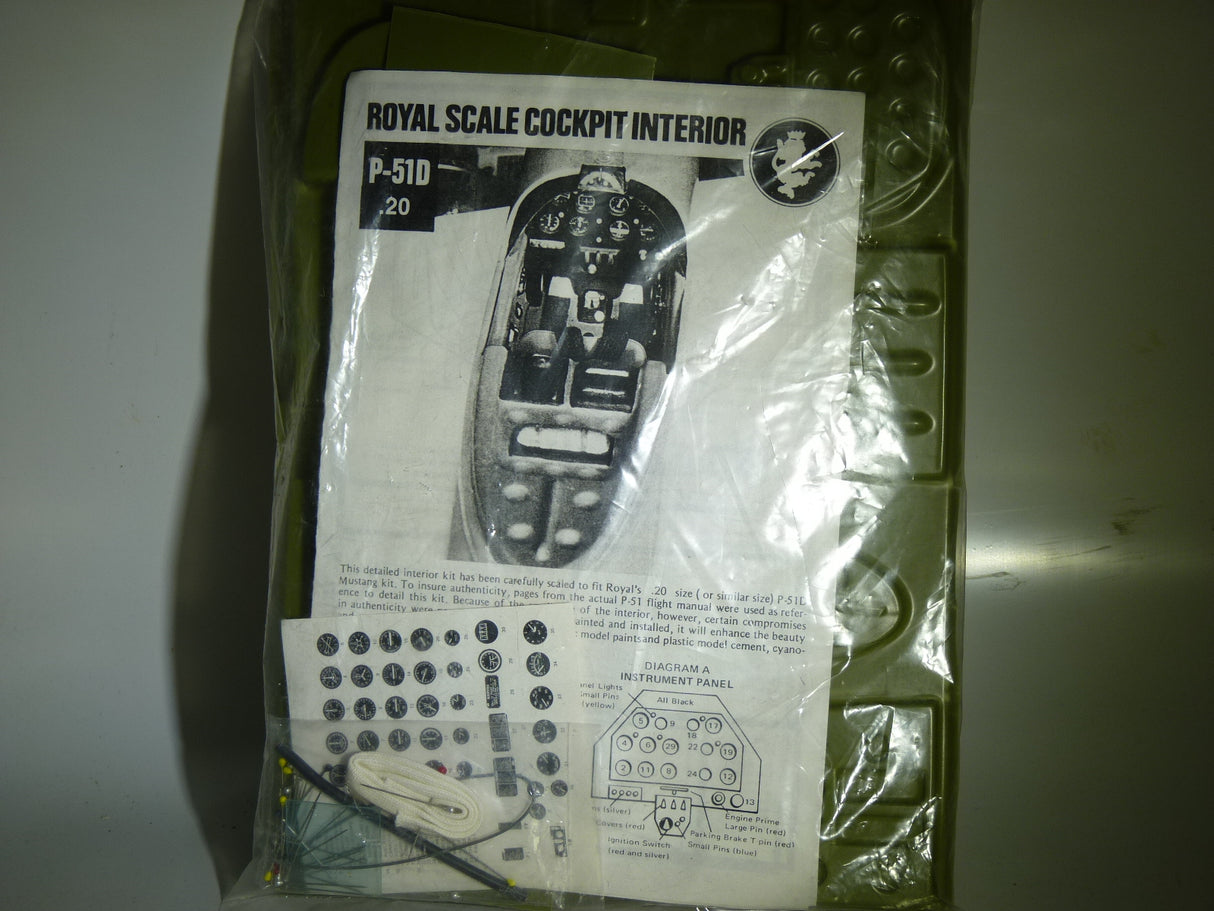 ROYAL SCALE COCKPIT INTERIOR
P-51D
.20
This detailed interior kit has been carefully scaled to fit Royal's .20 size ( or similar size) P-51D
Mustang kit. To insure authenticity, pages from the actual P-51 flight manual were used as refer-
ence to detail this kit. Because of the of the interior, however, certain compromises
in authenticity were ainted and installed, it will enhance the beauty
model paints and plastic model cement, cyano-
DIAGRAM A
INSTRUMENT PANEL
anel Lights
Small Pins
(yellow)
All Black
5 9 18 17
4 6 29 22 19
2 11 8 24 12
13
ns (silver)
Covers (red)
Ignition Switch
(red and silver)
Engine Prime
Large Pin (red)
Parking Brake T pin (red)
Small Pins (blue)